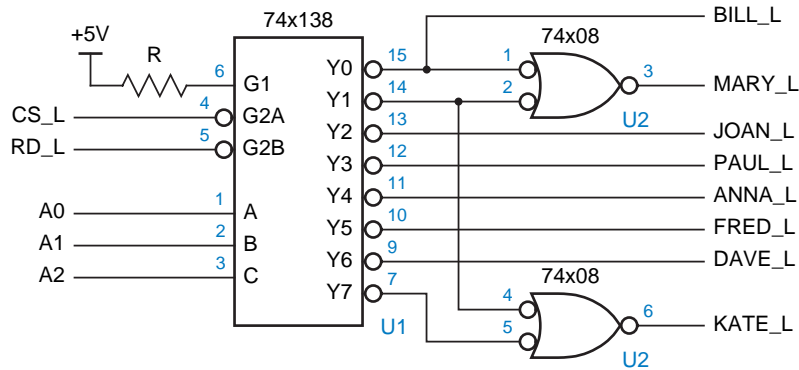 74x138
BILL_L
+5V
R
74x08
6 G1 Y0 15 1 3 MARY_L
CS_L 4 G2A Y1 14 2 U2
RD_L 5 G2B Y2 13 JOAN_L
Y3 12 PAUL_L
A0 1 A Y4 11 ANNA_L
A1 2 B Y5 10 FRED_L
A2 3 C Y6 9 DAVE_L
Y7 7 74x08
U1 4 6 KATE_L
5 U2